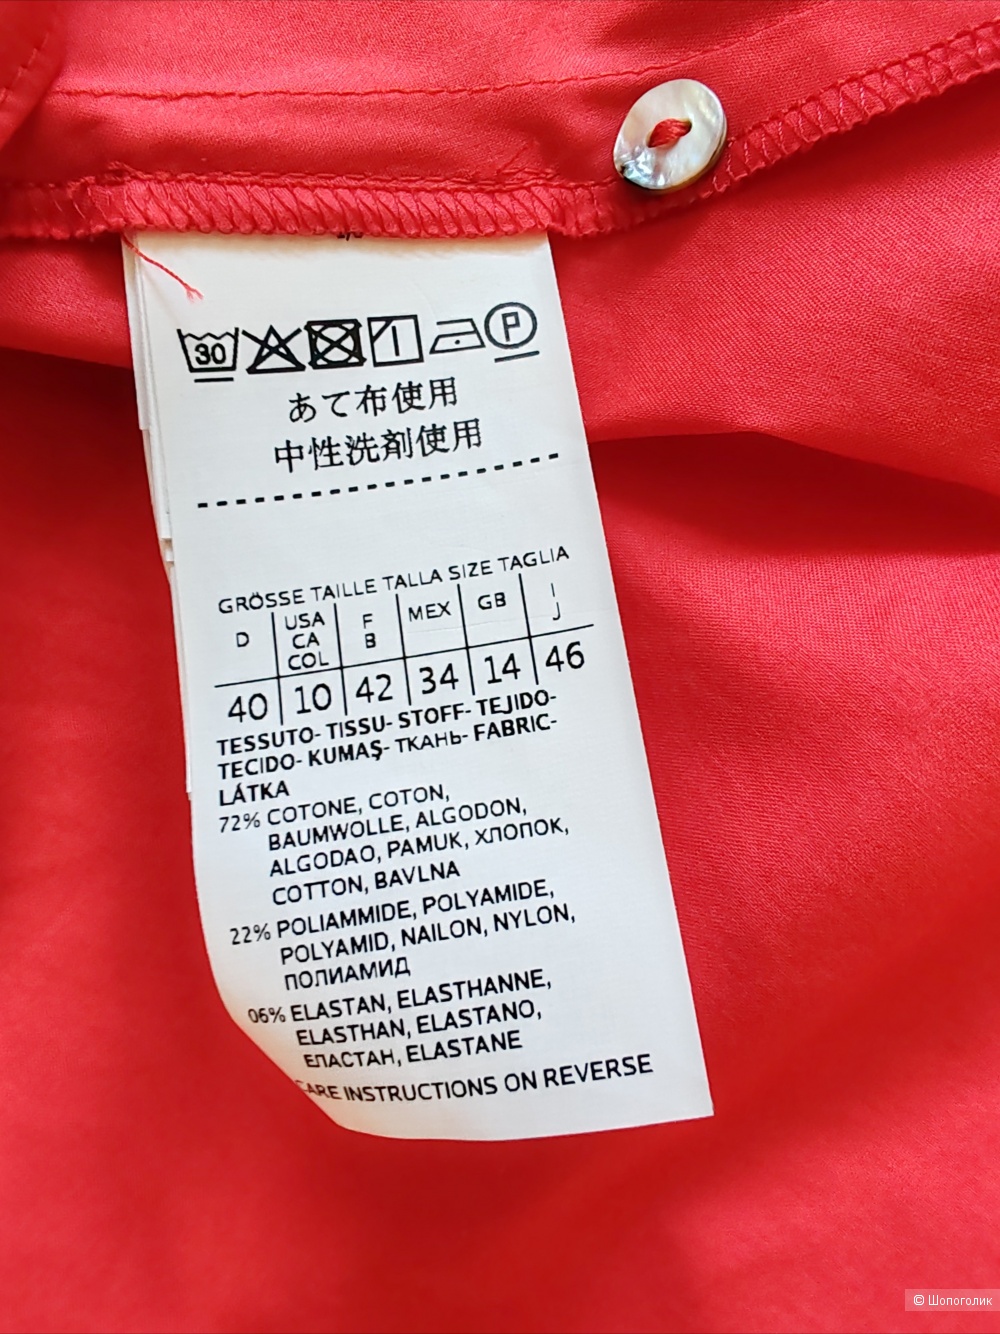 30
P
あて布使用
中性洗剤使用
GRÖSSE TAILLE TALLA SIZE TAGLIA
D USA CA COL F B MEX GB I J
40 10 42 34 14 46
TESSUTO- TISSU- STOFF- TEJIDO-
TECIDO- KUMAŞ- ТКАНЬ- FABRIC-
LÁTKA
72% COTONE, COTON,
BAUMWOLLE, ALGODON,
ALGODAO, PAMUK, ХЛОПОК,
COTTON, BAVLNA
22% POLIAMMIDE, POLYAMIDE,
POLYAMID, NAILON, NYLON,
ПОЛИАМИД
06% ELASTAN, ELASTHANNE,
ELASTHAN, ELASTANO,
ЕЛАСТАН, ELASTANE
CARE INSTRUCTIONS ON REVERSE
© Шопоголик